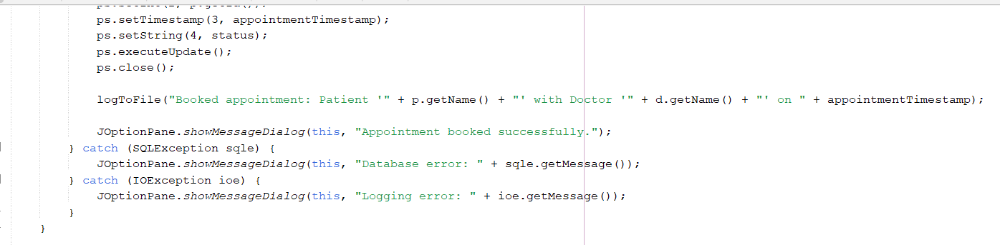 ps.setTimestamp(3, appointmentTimestamp);
ps.setString(4, status);
ps.executeUpdate();
ps.close();
logToFile("Booked appointment: Patient '" + p.getName() + "' with Doctor '" + d.getName() + "' on " + appointmentTimestamp);
JOptionPane.showMessageDialog(this, "Appointment booked successfully.");
} catch (SQLException sqle) {
JOptionPane.showMessageDialog(this, "Database error: " + sqle.getMessage());
} catch (IOException ioe) {
JOptionPane.showMessageDialog(this, "Logging error: " + ioe.getMessage());
}
}